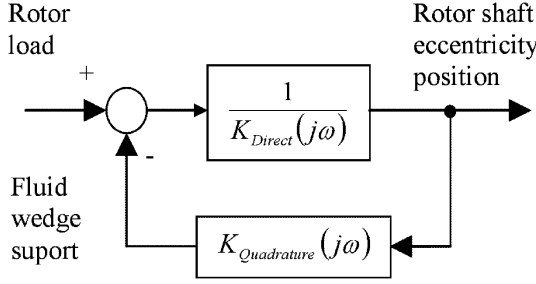 Rotor
load
Rotor shaft
eccentricity
position
+
1
K_Direct(jω)
-
Fluid
wedge
suport
K_Quadrature(jω)